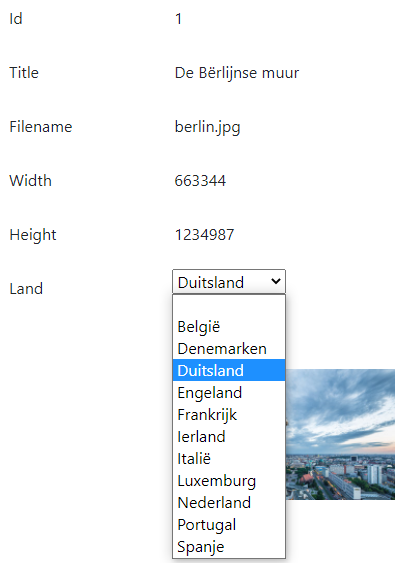 Id 1
Title De Bërlijnse muur
Filename berlin.jpg
Width 663344
Height 1234987
Land Duitsland
België
Denemarken
Duitsland
Engeland
Frankrijk
Ierland
Italië
Luxemburg
Nederland
Portugal
Spanje